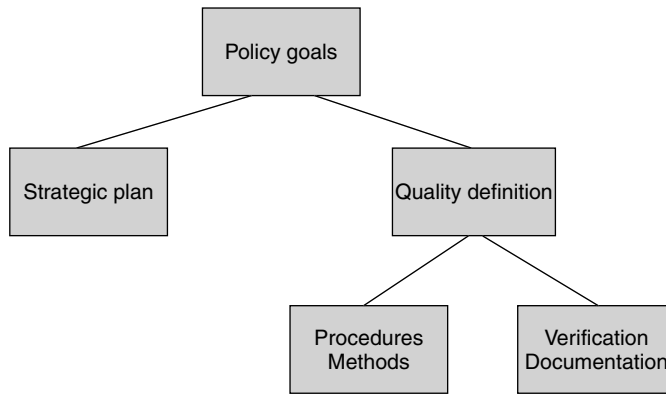 Policy goals
Strategic plan
Quality definition
Procedures
Methods
Verification
Documentation